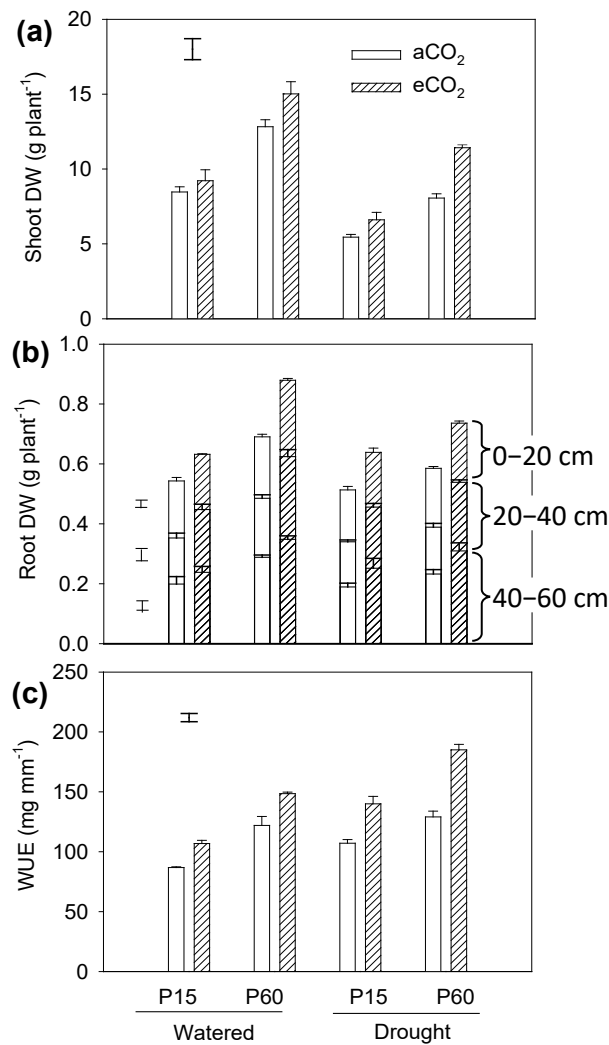 (a)
20
15
10
5
0
Shoot DW (g plant⁻¹)
aCO₂
eCO₂
(b)
1.0
0.8
0.6
0.4
0.2
0.0
Root DW (g plant⁻¹)
0–20 cm
20–40 cm
40–60 cm
(c)
250
200
150
100
50
0
WUE (mg mm⁻¹)
P15 P60 P15 P60
Watered Drought